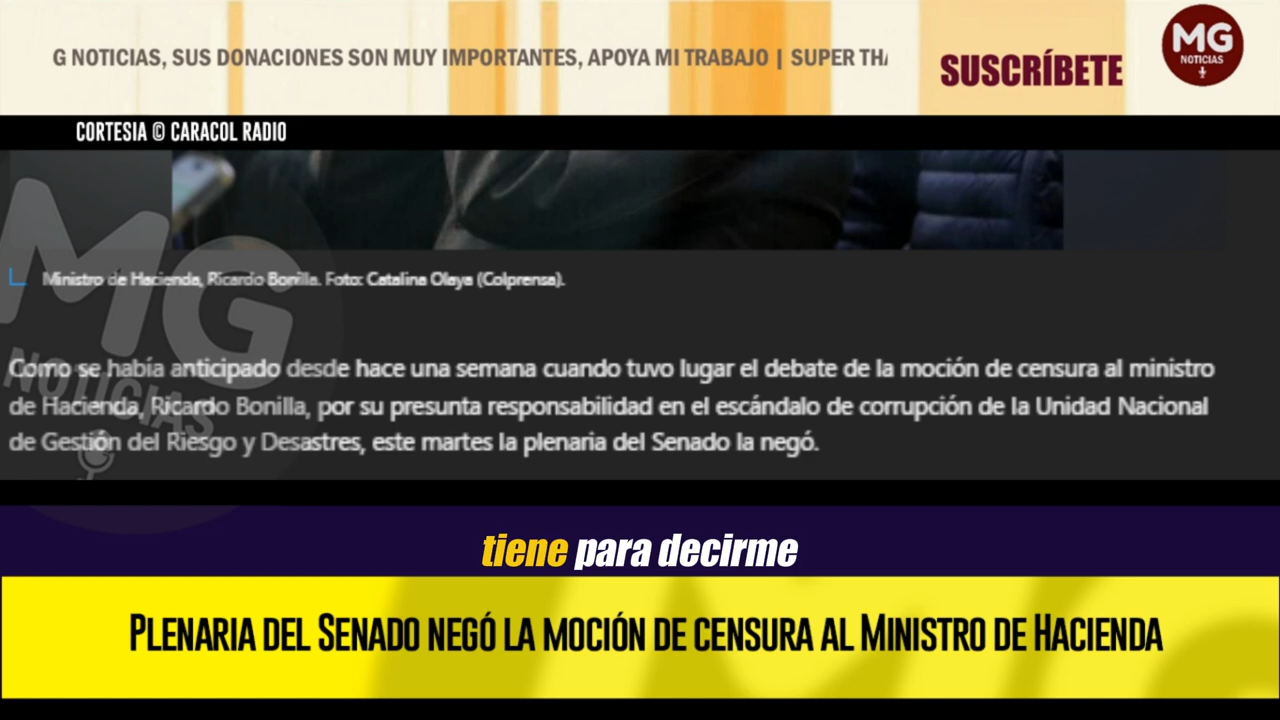 G NOTICIAS, SUS DONACIONES SON MUY IMPORTANTES, APOYA MI TRABAJO | SUPER THA
SUSCRÍBETE
MG
NOTICIAS
CORTESIA © CARACOL RADIO
Ministro de Hacienda, Ricardo Bonilla. Foto: Catalina Olaya (Colprensa).
MG
NOTICIAS
Como se había anticipado desde hace una semana cuando tuvo lugar el debate de la moción de censura al ministro
de Hacienda, Ricardo Bonilla, por su presunta responsabilidad en el escándalo de corrupción de la Unidad Nacional
de Gestión del Riesgo y Desastres, este martes la plenaria del Senado la negó.
tiene para decirme
PLENARIA DEL SENADO NEGÓ LA MOCIÓN DE CENSURA AL MINISTRO DE HACIENDA